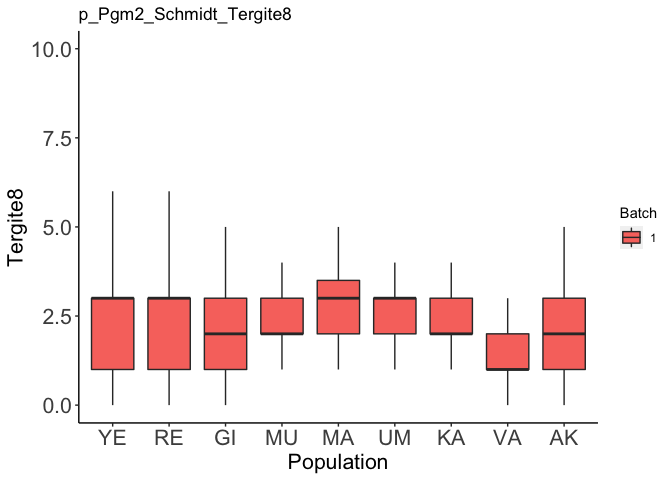 p_Pgm2_Schmidt_Tergite8
10.0
7.5
5.0
2.5
0.0
Tergite8
YE RE GI MU MA UM KA VA AK
Population
Batch
1